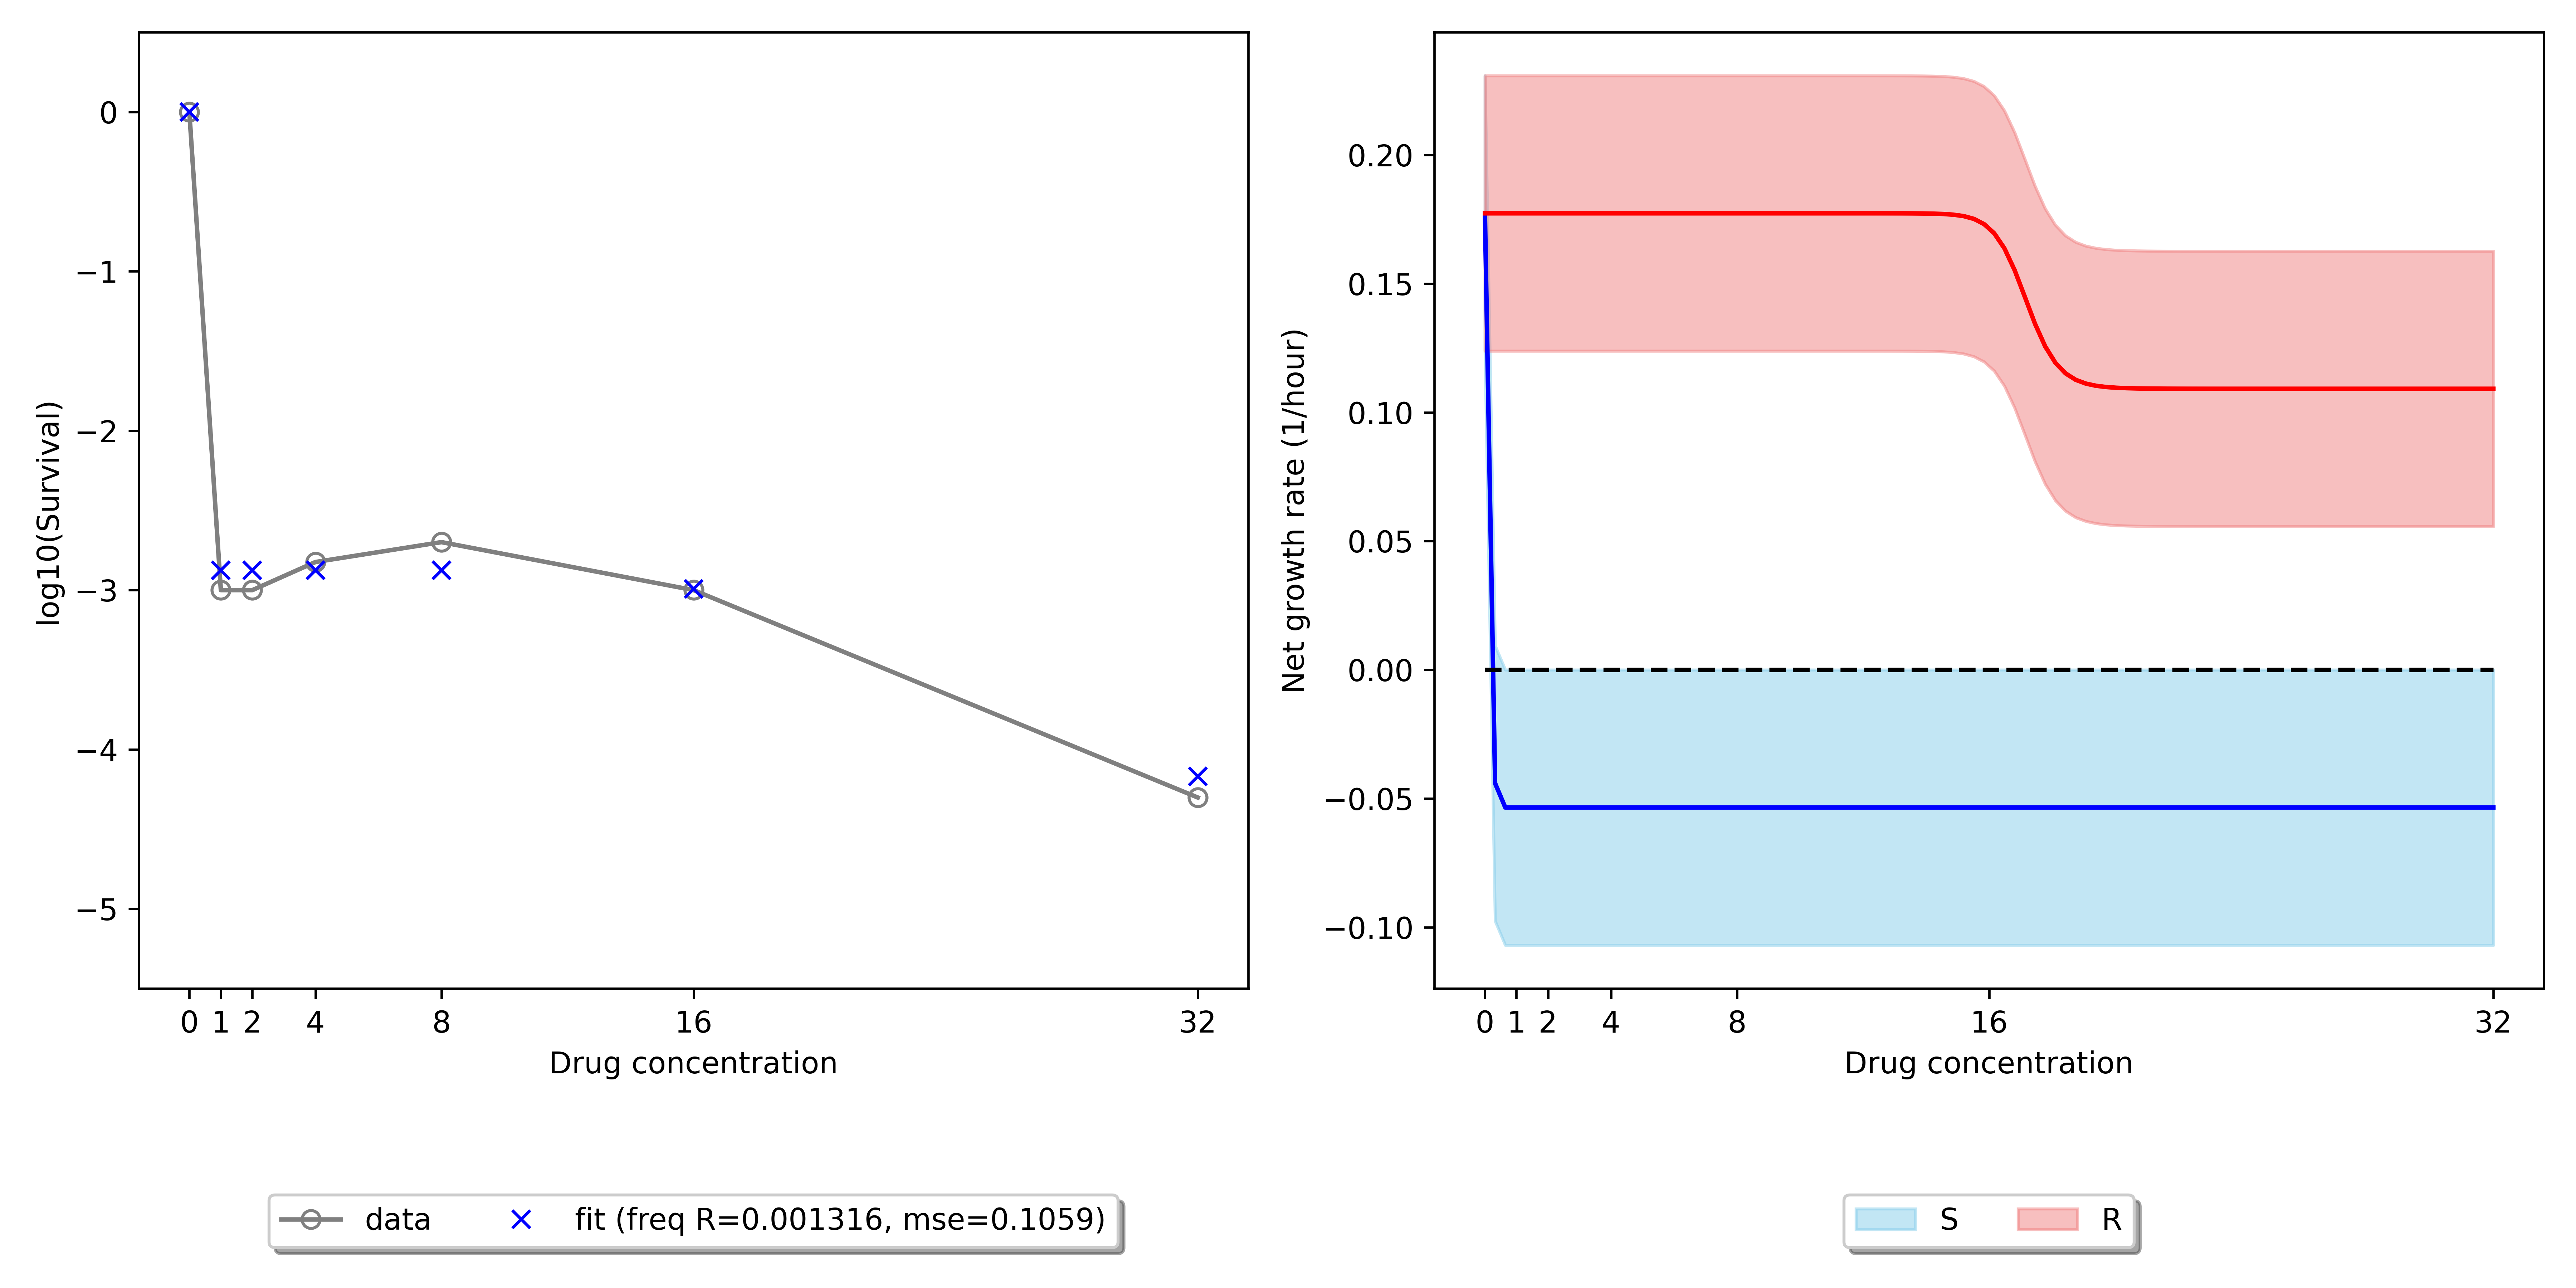 log10(Survival)
0
−1
−2
−3
−4
−5
0 1 2 4 8 16 32
Drug concentration
data fit (freq R=0.001316, mse=0.1059)
Net growth rate (1/hour)
0.20
0.15
0.10
0.05
0.00
−0.05
−0.10
0 1 2 4 8 16 32
Drug concentration
S R